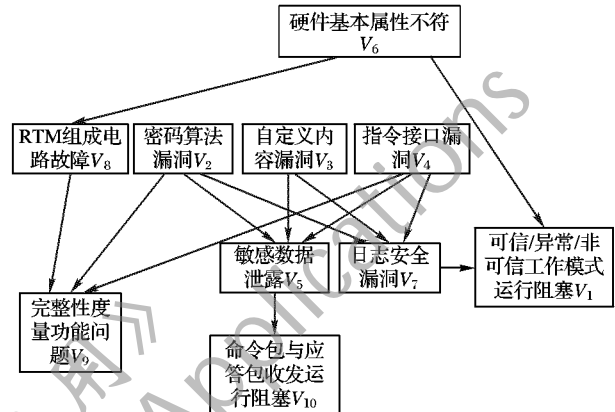 硬件基本属性不符
V6
RTM组成电
路故障V8
密码算法
漏洞V2
自定义内
容漏洞V3
指令接口漏
洞V4
敏感数据
泄露V5
日志安全
漏洞V7
可信/异常/非
可信工作模式
运行阻塞V1
完整性度
量功能问
题V9
命令包与应
答包收发运
行阻塞V10
用》
Applications